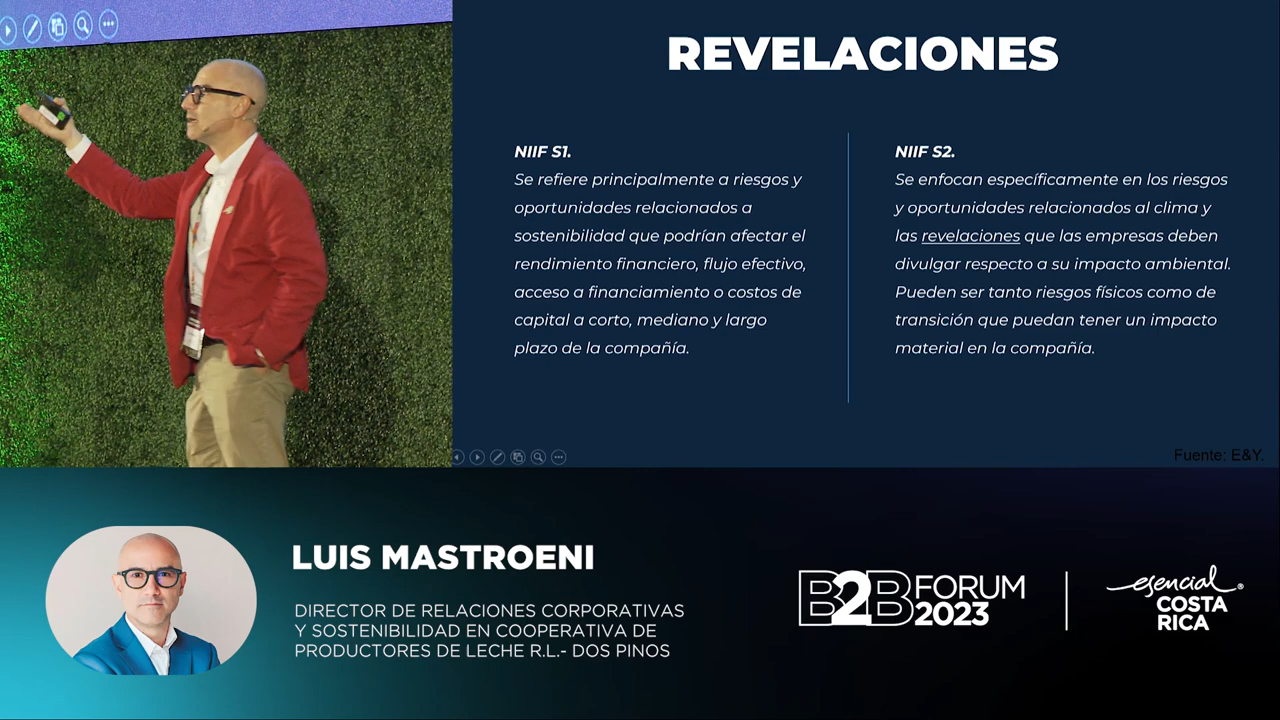 REVELACIONES
NIIF S1.
Se refiere principalmente a riesgos y
oportunidades relacionados a
sostenibilidad que podrían afectar el
rendimiento financiero, flujo efectivo,
acceso a financiamiento o costos de
capital a corto, mediano y largo
plazo de la compañía.
NIIF S2.
Se enfocan específicamente en los riesgos
y oportunidades relacionados al clima y
las revelaciones que las empresas deben
divulgar respecto a su impacto ambiental.
Pueden ser tanto riesgos físicos como de
transición que puedan tener un impacto
material en la compañía.
Fuente: E&Y.
LUIS MASTROENI
DIRECTOR DE RELACIONES CORPORATIVAS
Y SOSTENIBILIDAD EN COOPERATIVA DE
PRODUCTORES DE LECHE R.L.- DOS PINOS
B2B FORUM
2023
esencial
COSTA
RICA